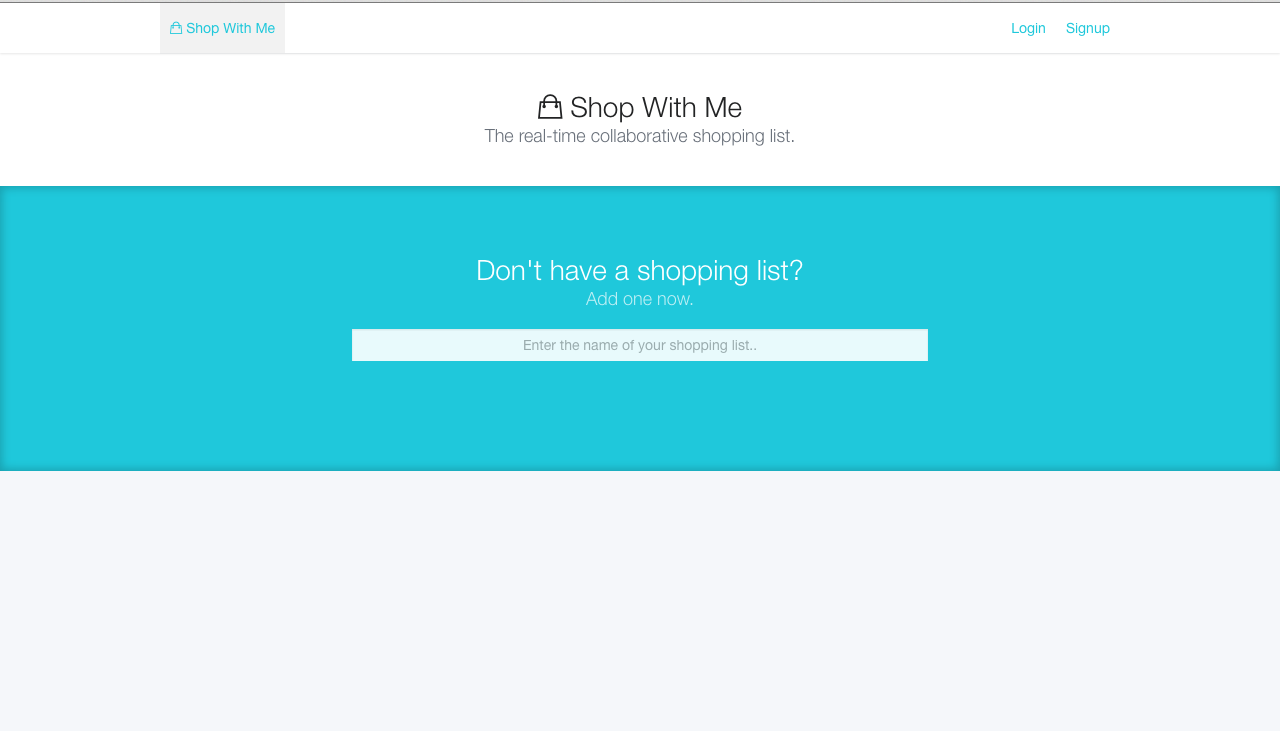 Shop With Me
Login
Signup
Shop With Me
The real-time collaborative shopping list.
Don't have a shopping list?
Add one now.
Enter the name of your shopping list..